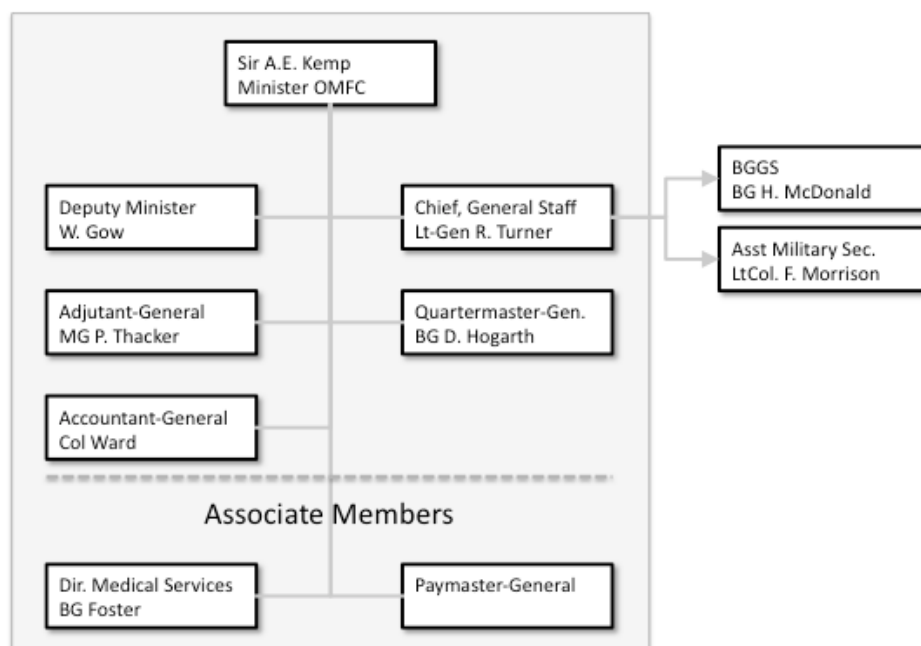 Sir A.E. Kemp
Minister OMFC
BGGS
BG H. McDonald
Deputy Minister
W. Gow
Chief, General Staff
Lt-Gen R. Turner
Asst Military Sec.
LtCol. F. Morrison
Adjutant-General
MG P. Thacker
Quartermaster-Gen.
BG D. Hogarth
Accountant-General
Col Ward
Associate Members
Dir. Medical Services
BG Foster
Paymaster-General